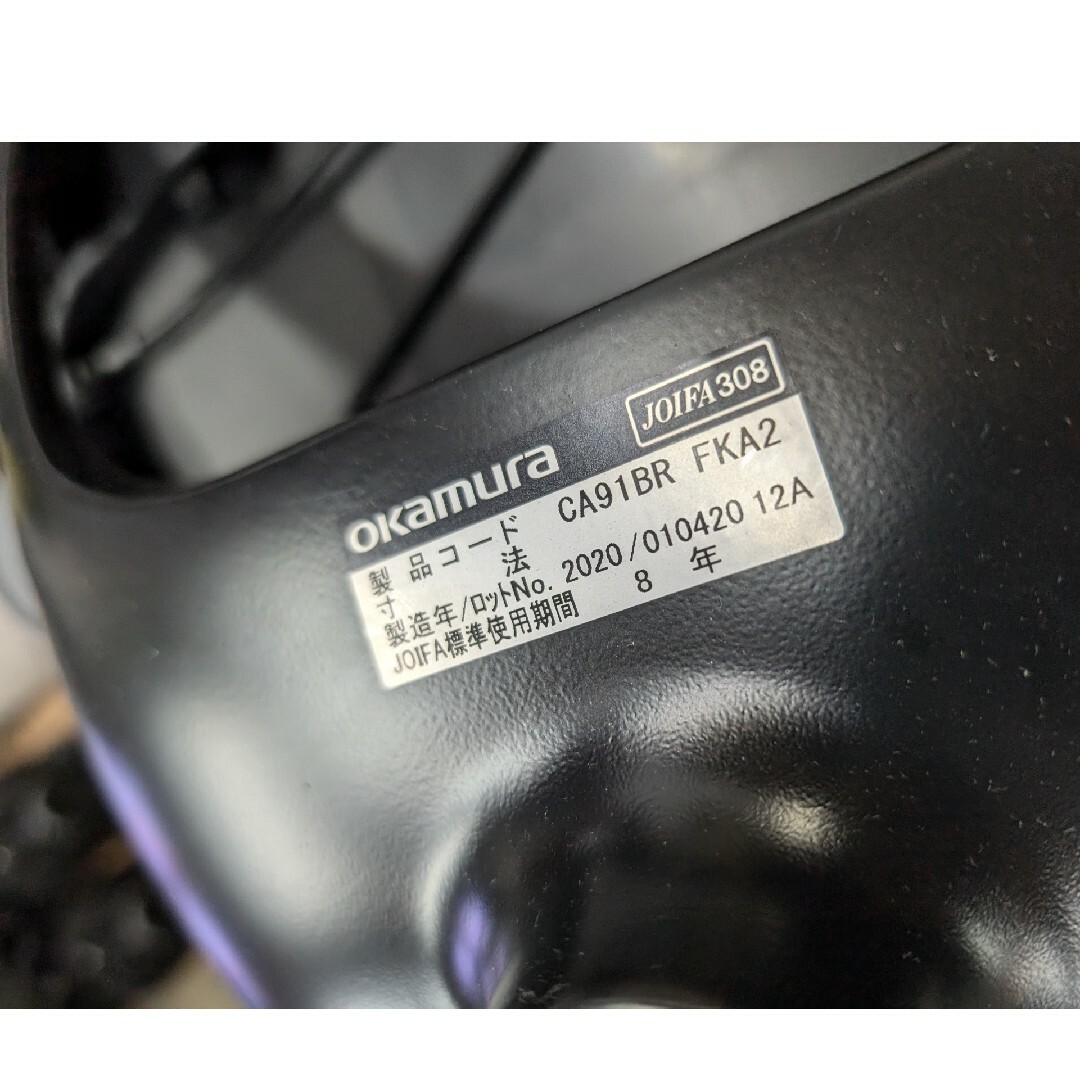 okamura
JOIFA308
製品コード CA91BR FKA2
寸法
製造年/ロットNo. 2020/010420 12A
JOIFA標準使用期間 8 年